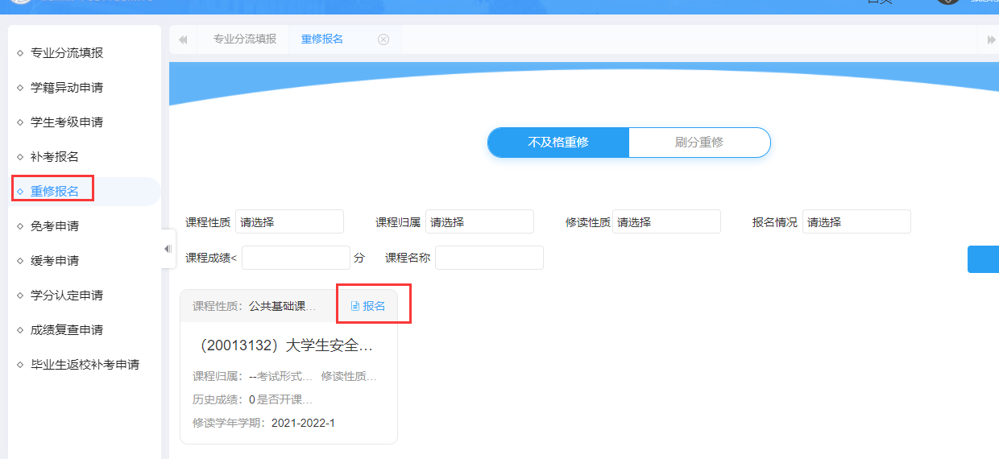 专业分流填报
学籍异动申请
学生考级申请
补考报名
重修报名
免考申请
缓考申请
学分认定申请
成绩复查申请
毕业生返校补考申请
专业分流填报 重修报名
不及格重修 刷分重修
课程性质 请选择 课程归属 请选择 修读性质 请选择 报名情况 请选择
课程成绩< 分 课程名称
课程性质: 公共基础课... 报名
（20013132）大学生安全...
课程归属: --考试形式... 修读性质...
历史成绩: 0是否开课...
修读学年学期: 2021-2022-1